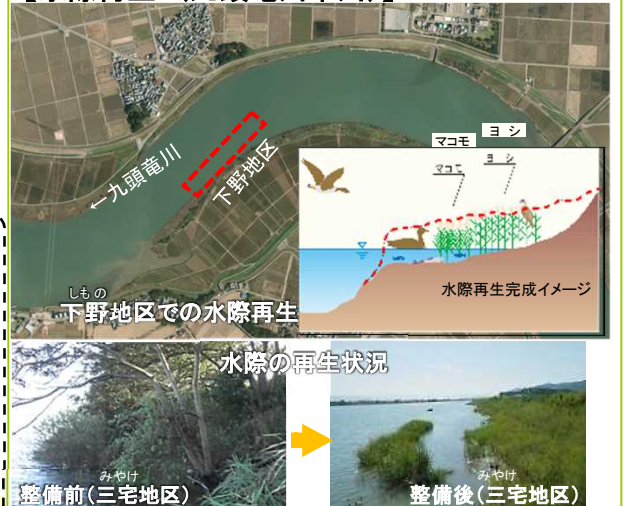 ←九頭竜川
下野地区
マコモ
ヨシ
マコモ
ヨシ
水際再生完成イメージ
しもの
下野地区での水際再生
水際の再生状況
みやけ
整備前(三宅地区)
みやけ
整備後(三宅地区)